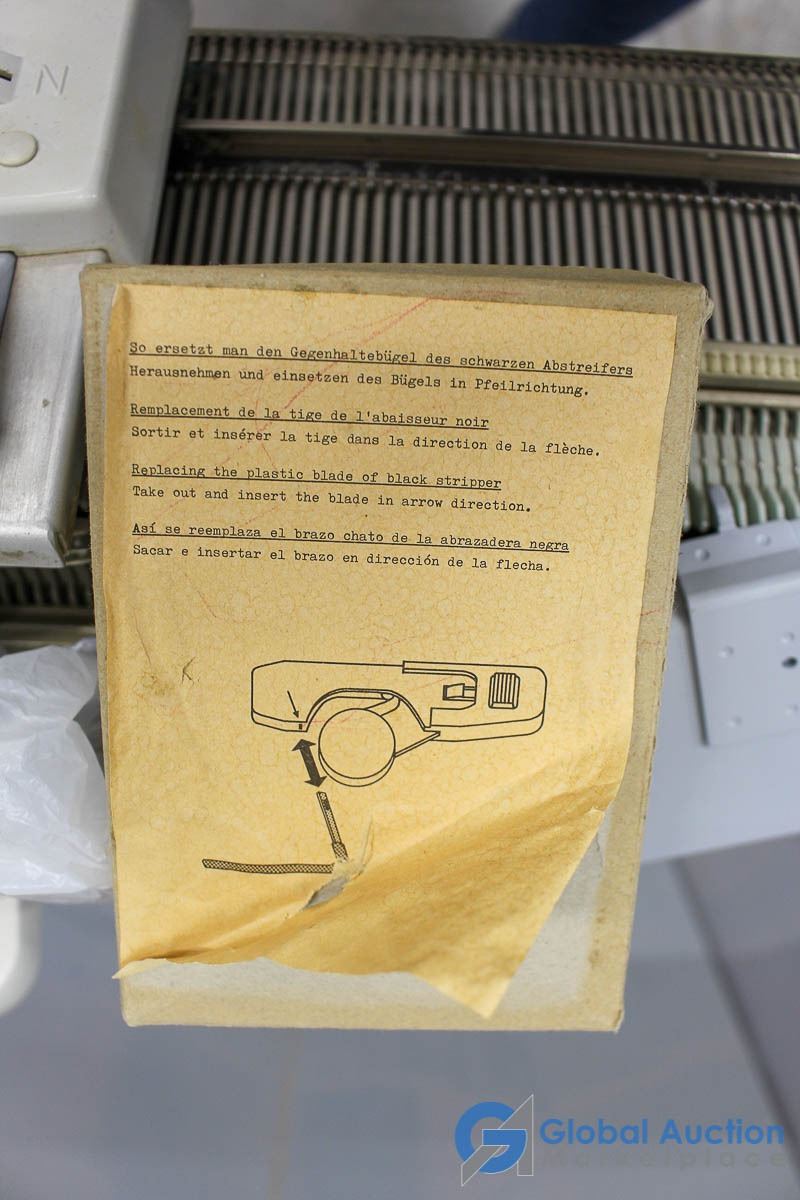 N
So ersetzt man den Gegenhaltebügel des schwarzen Abstreifers
Herausnehmen und einsetzen des Bügels in Pfeilrichtung.
Remplacement de la tige de l'abaisseur noir
Sortir et insérer la tige dans la direction de la flèche.
Replacing the plastic blade of black stripper
Take out and insert the blade in arrow direction.
Así se reemplaza el brazo chato de la abrazadera negra
Sacar e insertar el brazo en dirección de la flecha.
Global Auction
Marketplace